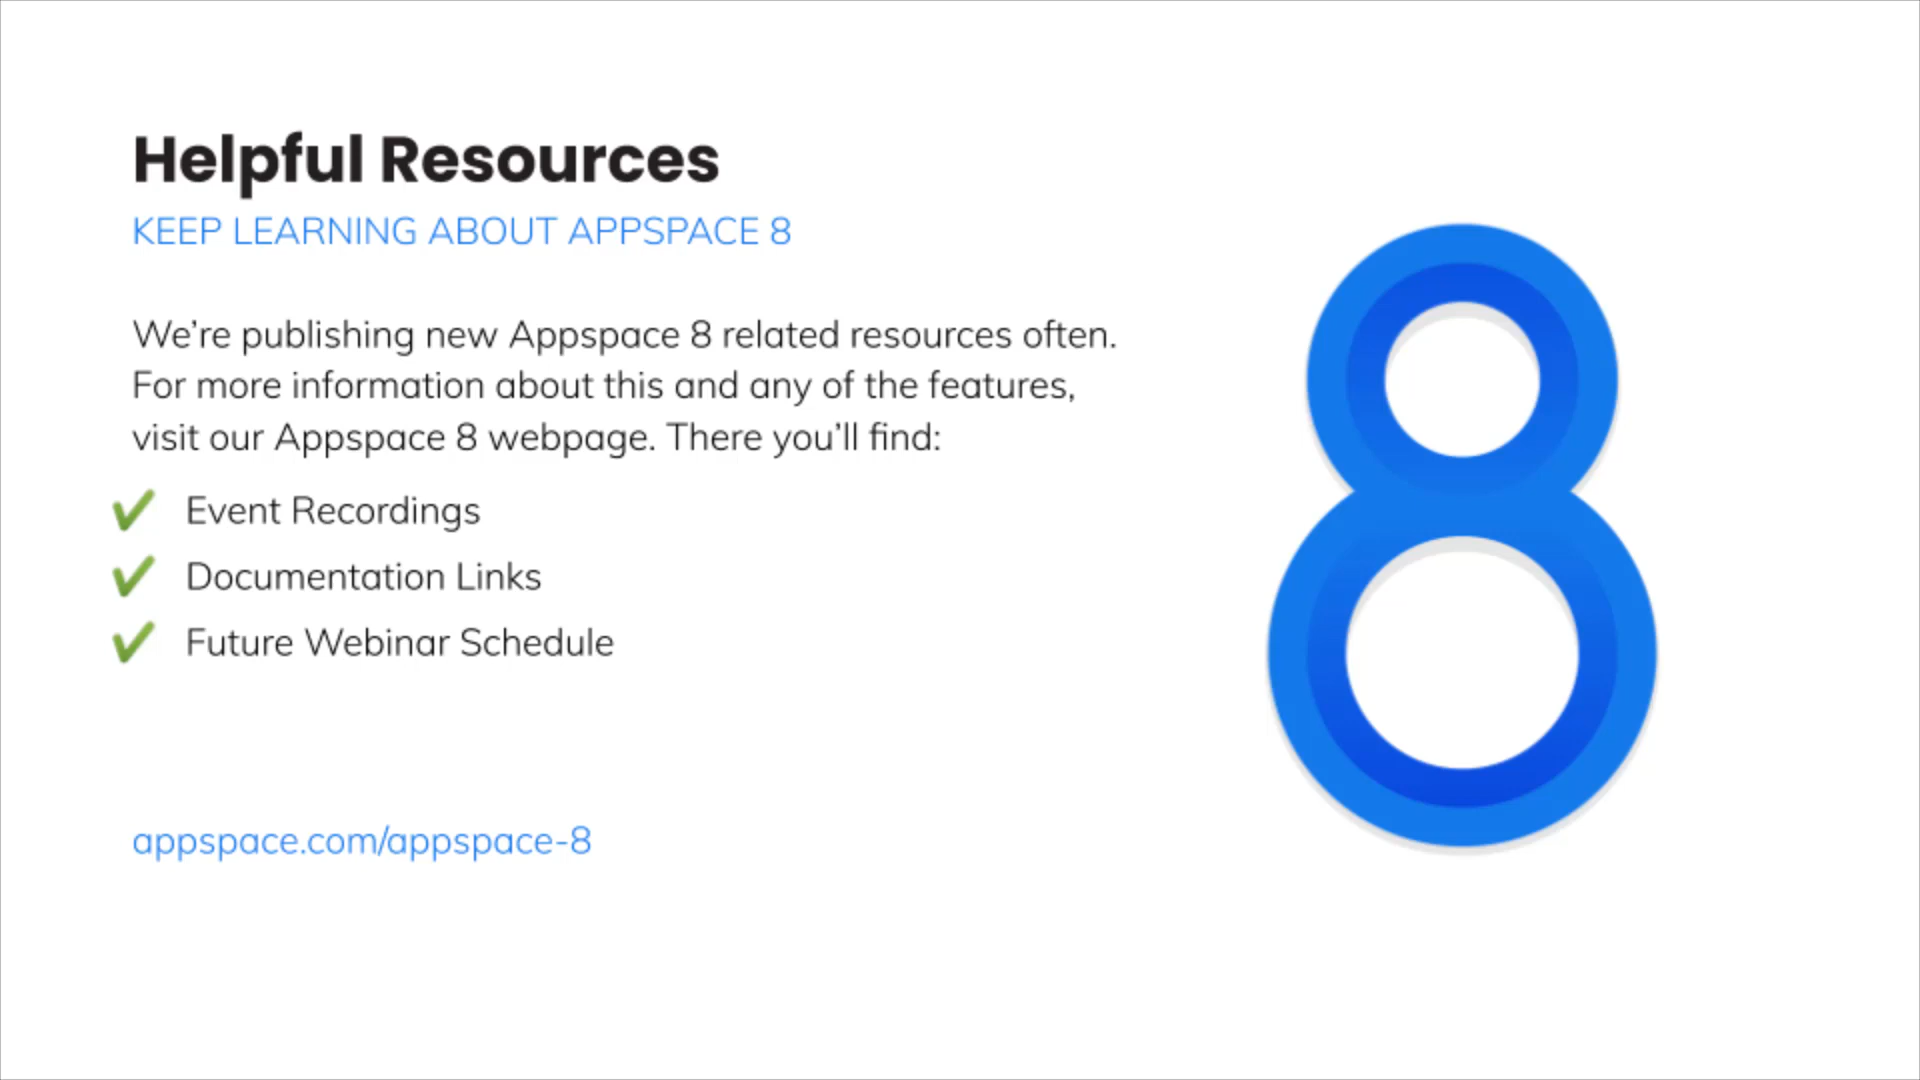 Helpful Resources
KEEP LEARNING ABOUT APPSPACE 8
We’re publishing new Appspace 8 related resources often.
For more information about this and any of the features,
visit our Appspace 8 webpage. There you’ll find:
✔ Event Recordings
✔ Documentation Links
✔ Future Webinar Schedule
appspace.com/appspace-8
8